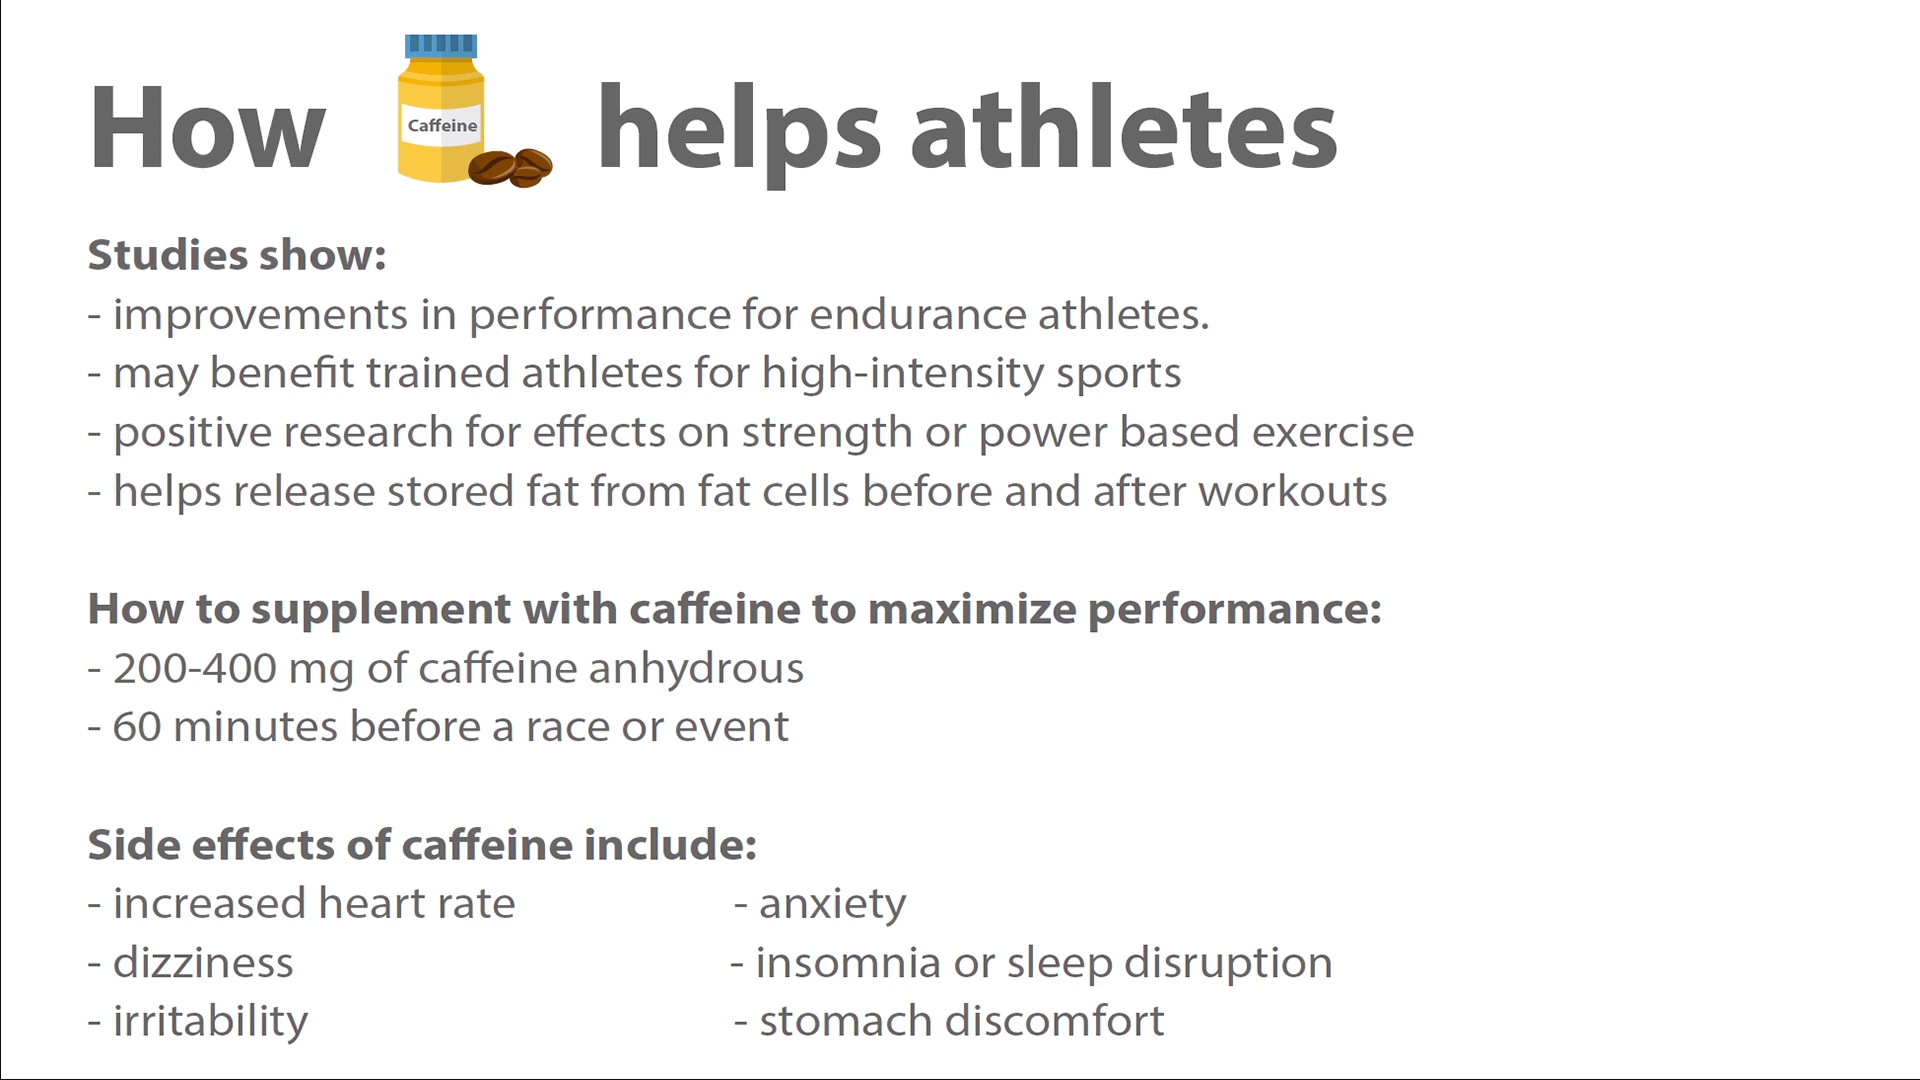 How Caffeine helps athletes
Studies show:
- improvements in performance for endurance athletes.
- may benefit trained athletes for high-intensity sports
- positive research for effects on strength or power based exercise
- helps release stored fat from fat cells before and after workouts
How to supplement with caffeine to maximize performance:
- 200-400 mg of caffeine anhydrous
- 60 minutes before a race or event
Side effects of caffeine include:
- increased heart rate - anxiety
- dizziness - insomnia or sleep disruption
- irritability - stomach discomfort